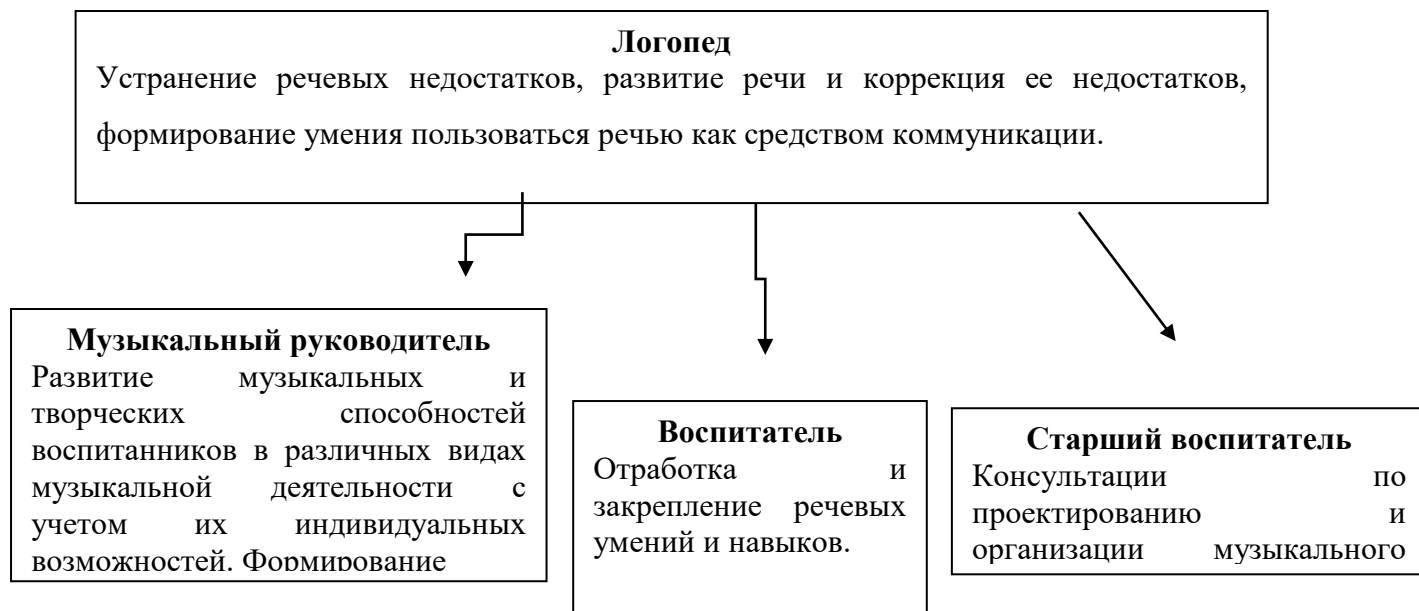 Логопед
Устранение речевых недостатков, развитие речи и коррекция ее недостатков,
формирование умения пользоваться речью как средством коммуникации.
Музыкальный руководитель
Развитие музыкальных и
творческих способностей
воспитанников в различных видах
музыкальной деятельности с
учетом их индивидуальных
возможностей. Формирование
Воспитатель
Отработка и
закрепление речевых
умений и навыков.
Старший воспитатель
Консультации по
проектированию и
организации музыкального